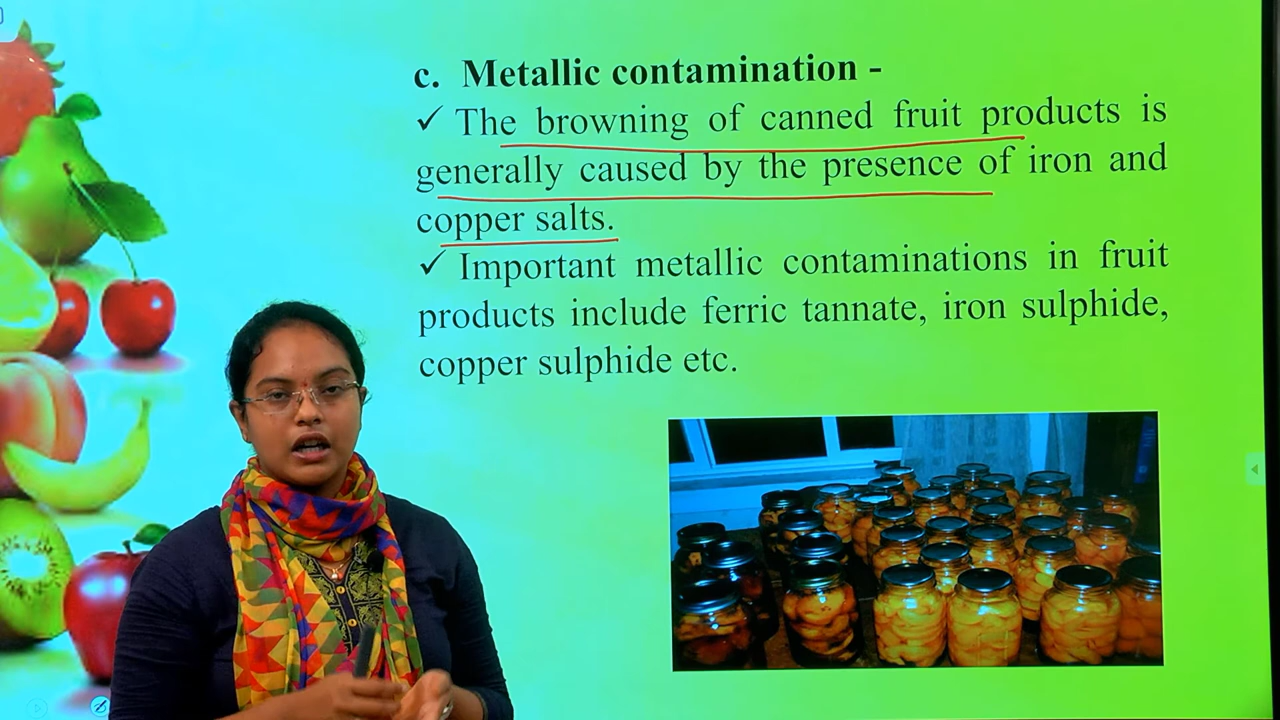 c. Metallic contamination -
✓ The browning of canned fruit products is
generally caused by the presence of iron and
copper salts.
✓ Important metallic contaminations in fruit
products include ferric tannate, iron sulphide,
copper sulphide etc.